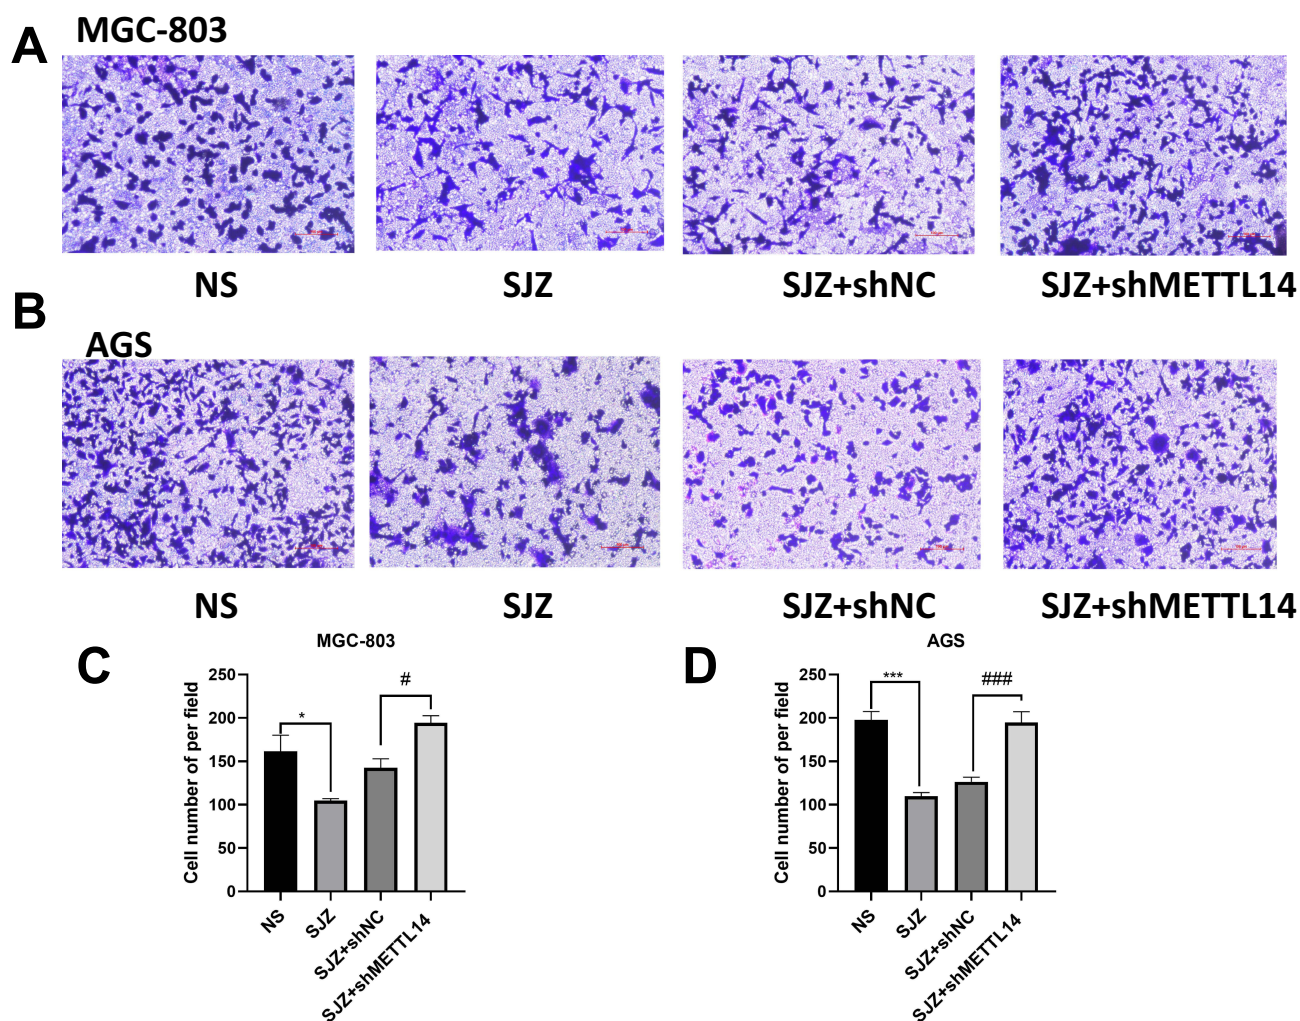 A
MGC-803
NS
SJZ
SJZ+shNC
SJZ+shMETTL14
B
AGS
NS
SJZ
SJZ+shNC
SJZ+shMETTL14
C
MGC-803
Cell number of per field
250
200
150
100
50
0
*
#
NS
SJZ
SJZ+shNC
SJZ+shMETTL14
D
AGS
Cell number of per field
250
200
150
100
50
0
***
###
NS
SJZ
SJZ+shNC
SJZ+shMETTL14